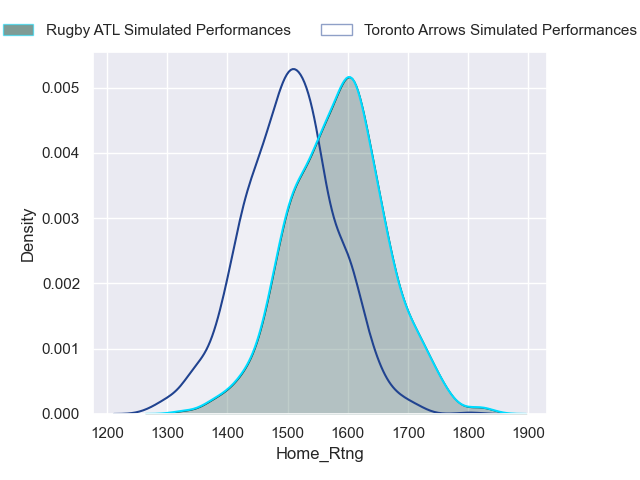 Rugby ATL Simulated Performances Toronto Arrows Simulated Performances
0.005
0.004
0.003
0.002
0.001
0.000
Density
1200 1300 1400 1500 1600 1700 1800 1900
Home_Rtng